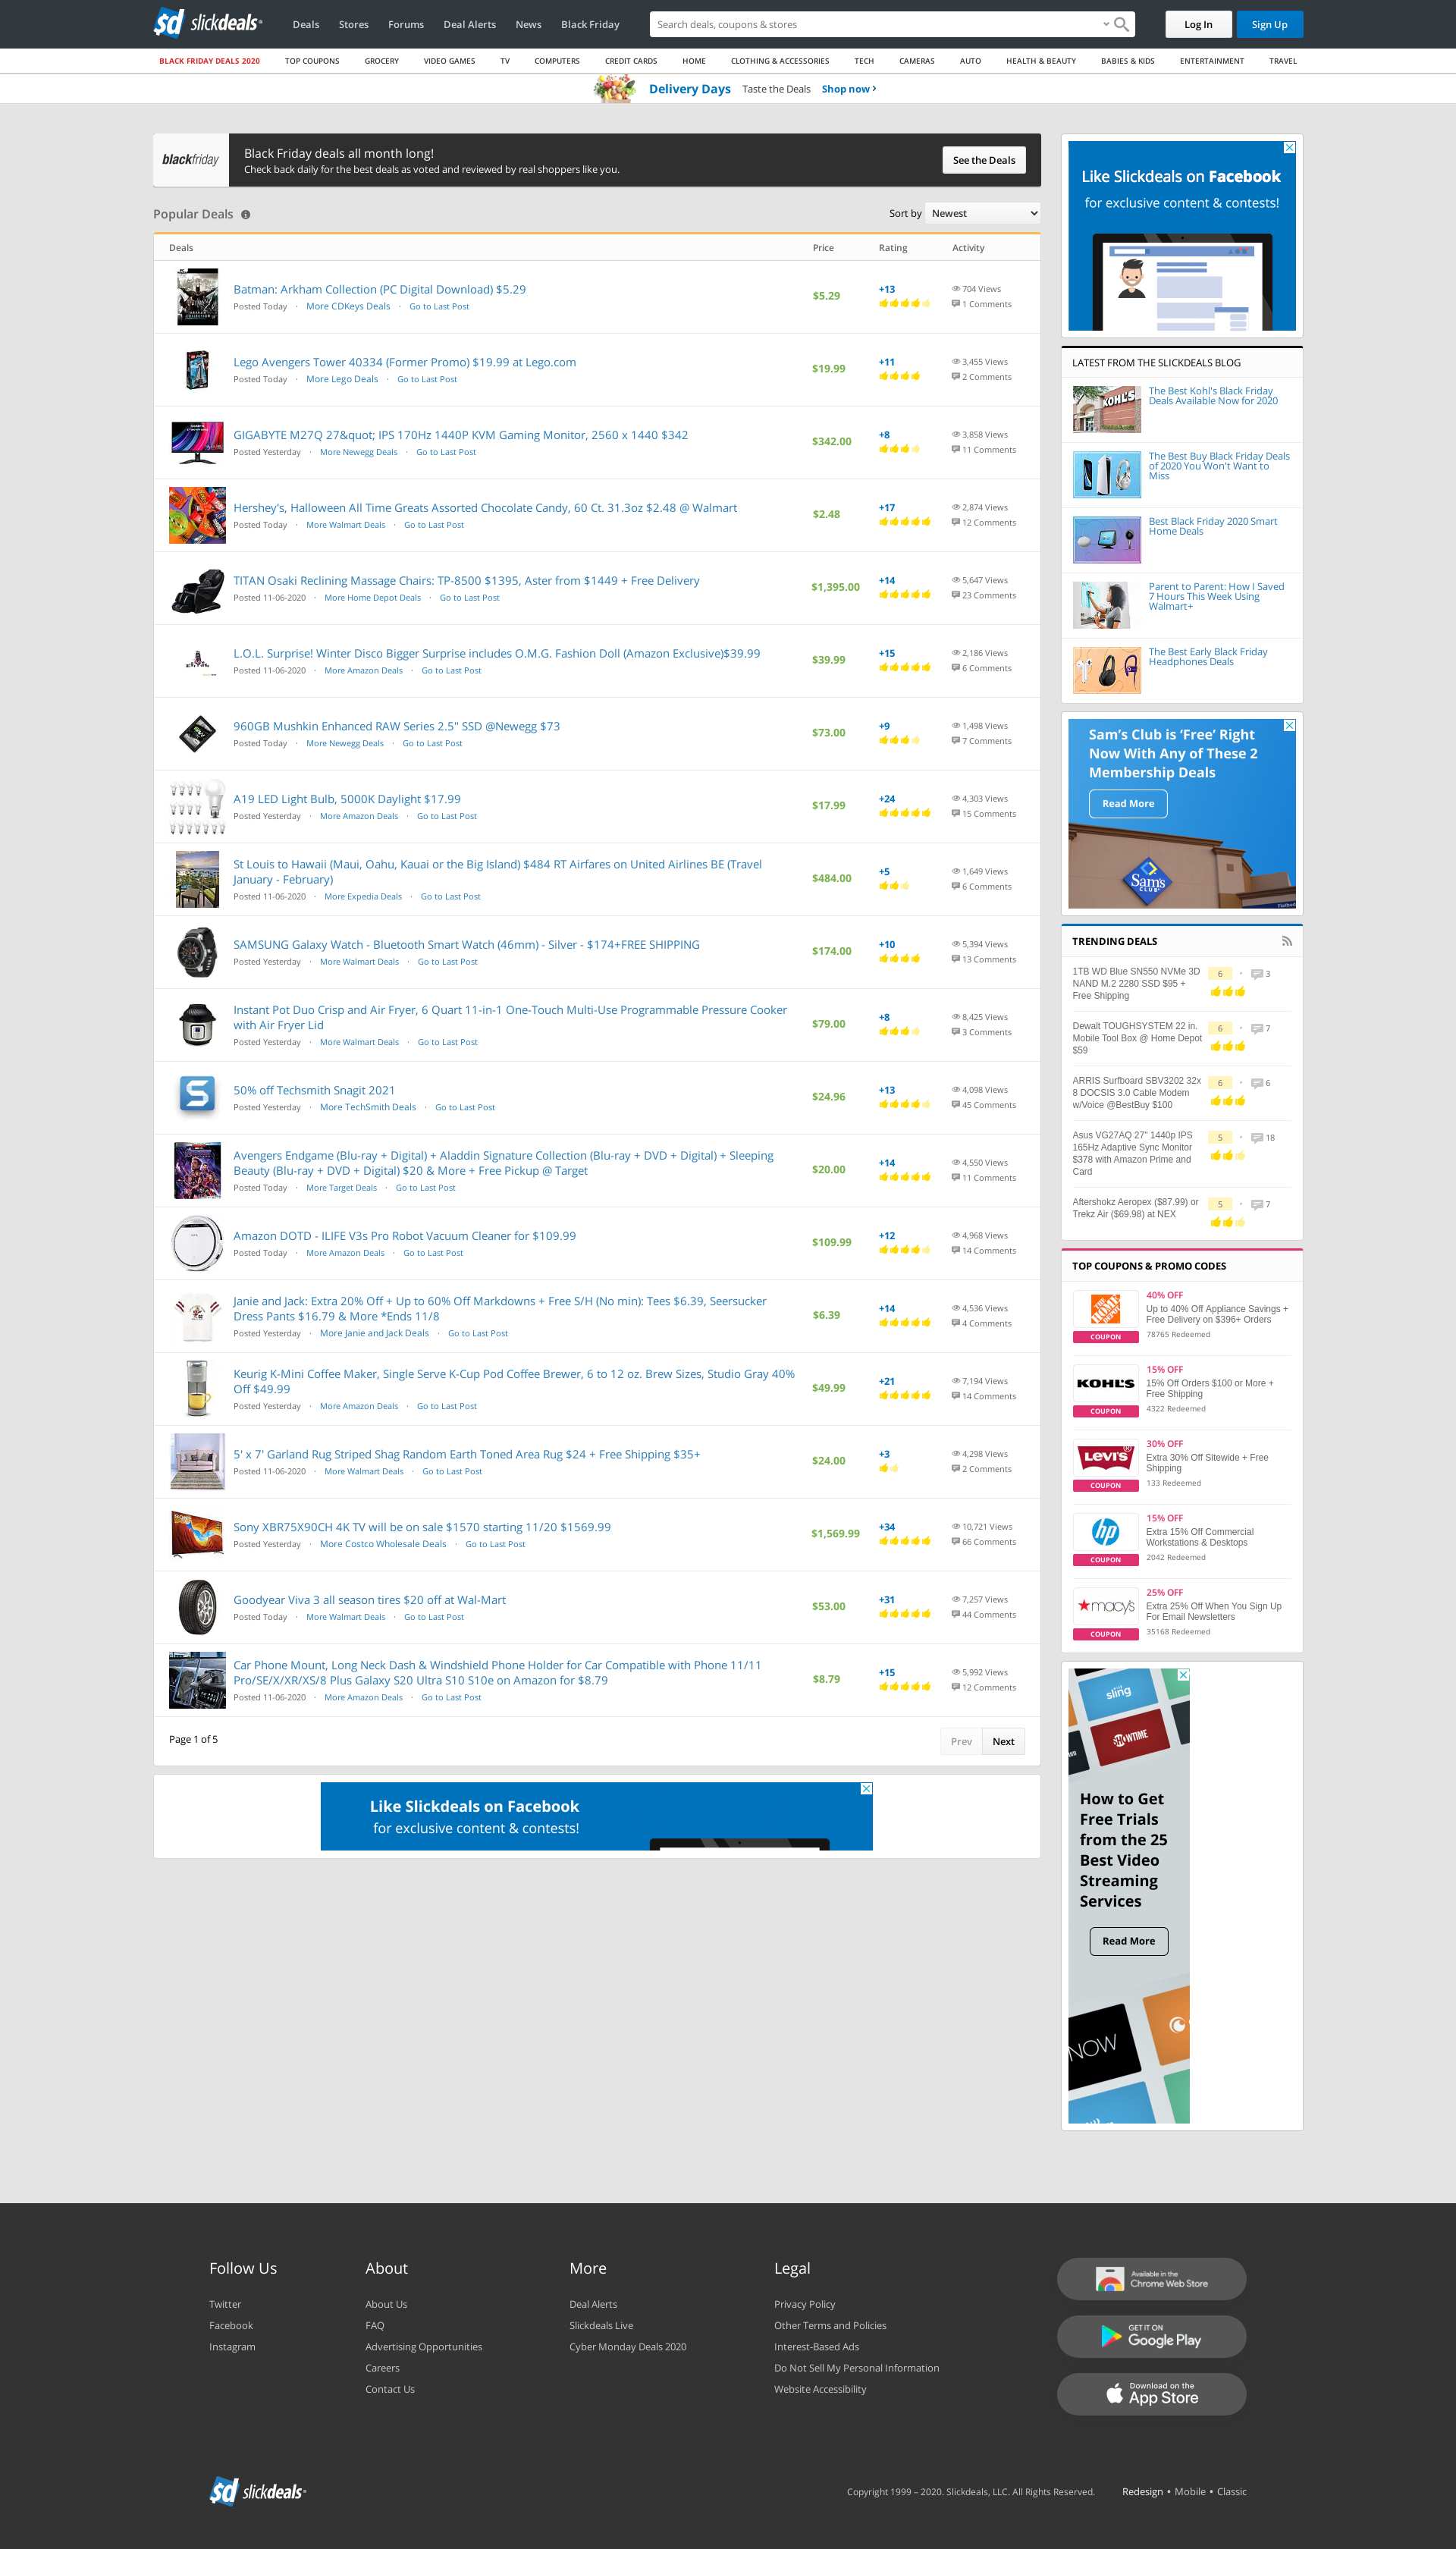 sd slickdeals
Deals Stores Forums Deal Alerts News Black Friday
Search deals, coupons & stores
Log In Sign Up
BLACK FRIDAY DEALS 2020 TOP COUPONS GROCERY VIDEO GAMES TV COMPUTERS CREDIT CARDS HOME CLOTHING & ACCESSORIES TECH CAMERAS AUTO HEALTH & BEAUTY BABIES & KIDS ENTERTAINMENT TRAVEL
Delivery Days Taste the Deals Shop now ›
blackfriday
Black Friday deals all month long!
Check back daily for the best deals as voted and reviewed by real shoppers like you.
See the Deals
Popular Deals
Sort by Newest
Deals Price Rating Activity
Batman: Arkham Collection (PC Digital Download) $5.29
Posted Today · More CDKeys Deals · Go to Last Post
$5.29
+13
704 Views
1 Comments
Lego Avengers Tower 40334 (Former Promo) $19.99 at Lego.com
Posted Today · More Lego Deals · Go to Last Post
$19.99
+11
3,455 Views
2 Comments
GIGABYTE M27Q 27&quot; IPS 170Hz 1440P KVM Gaming Monitor, 2560 x 1440 $342
Posted Yesterday · More Newegg Deals · Go to Last Post
$342.00
+8
3,858 Views
11 Comments
Hershey's, Halloween All Time Greats Assorted Chocolate Candy, 60 Ct. 31.3oz $2.48 @ Walmart
Posted Today · More Walmart Deals · Go to Last Post
$2.48
+17
2,874 Views
12 Comments
TITAN Osaki Reclining Massage Chairs: TP-8500 $1395, Aster from $1449 + Free Delivery
Posted 11-06-2020 · More Home Depot Deals · Go to Last Post
$1,395.00
+14
5,647 Views
23 Comments
L.O.L. Surprise! Winter Disco Bigger Surprise includes O.M.G. Fashion Doll (Amazon Exclusive)$39.99
Posted 11-06-2020 · More Amazon Deals · Go to Last Post
$39.99
+15
2,186 Views
6 Comments
960GB Mushkin Enhanced RAW Series 2.5" SSD @Newegg $73
Posted Today · More Newegg Deals · Go to Last Post
$73.00
+9
1,498 Views
7 Comments
A19 LED Light Bulb, 5000K Daylight $17.99
Posted Yesterday · More Amazon Deals · Go to Last Post
$17.99
+24
4,303 Views
15 Comments
St Louis to Hawaii (Maui, Oahu, Kauai or the Big Island) $484 RT Airfares on United Airlines BE (Travel
January - February)
Posted 11-06-2020 · More Expedia Deals · Go to Last Post
$484.00
+5
1,649 Views
6 Comments
SAMSUNG Galaxy Watch - Bluetooth Smart Watch (46mm) - Silver - $174+FREE SHIPPING
Posted Yesterday · More Walmart Deals · Go to Last Post
$174.00
+10
5,394 Views
13 Comments
Instant Pot Duo Crisp and Air Fryer, 6 Quart 11-in-1 One-Touch Multi-Use Programmable Pressure Cooker
with Air Fryer Lid
Posted Yesterday · More Walmart Deals · Go to Last Post
$79.00
+8
8,425 Views
3 Comments
50% off Techsmith Snagit 2021
Posted Yesterday · More TechSmith Deals · Go to Last Post
$24.96
+13
4,098 Views
45 Comments
Avengers Endgame (Blu-ray + Digital) + Aladdin Signature Collection (Blu-ray + DVD + Digital) + Sleeping
Beauty (Blu-ray + DVD + Digital) $20 & More + Free Pickup @ Target
Posted Today · More Target Deals · Go to Last Post
$20.00
+14
4,550 Views
11 Comments
Amazon DOTD - ILIFE V3s Pro Robot Vacuum Cleaner for $109.99
Posted Today · More Amazon Deals · Go to Last Post
$109.99
+12
4,968 Views
14 Comments
Janie and Jack: Extra 20% Off + Up to 60% Off Markdowns + Free S/H (No min): Tees $6.39, Seersucker
Dress Pants $16.79 & More *Ends 11/8
Posted Yesterday · More Janie and Jack Deals · Go to Last Post
$6.39
+14
4,536 Views
4 Comments
Keurig K-Mini Coffee Maker, Single Serve K-Cup Pod Coffee Brewer, 6 to 12 oz. Brew Sizes, Studio Gray 40%
Off $49.99
Posted Yesterday · More Amazon Deals · Go to Last Post
$49.99
+21
7,194 Views
14 Comments
5' x 7' Garland Rug Striped Shag Random Earth Toned Area Rug $24 + Free Shipping $35+
Posted 11-06-2020 · More Walmart Deals · Go to Last Post
$24.00
+3
4,298 Views
2 Comments
Sony XBR75X90CH 4K TV will be on sale $1570 starting 11/20 $1569.99
Posted Yesterday · More Costco Wholesale Deals · Go to Last Post
$1,569.99
+34
10,721 Views
66 Comments
Goodyear Viva 3 all season tires $20 off at Wal-Mart
Posted Today · More Walmart Deals · Go to Last Post
$53.00
+31
7,257 Views
44 Comments
Car Phone Mount, Long Neck Dash & Windshield Phone Holder for Car Compatible with Phone 11/11
Pro/SE/X/XR/XS/8 Plus Galaxy S20 Ultra S10 S10e on Amazon for $8.79
Posted 11-06-2020 · More Amazon Deals · Go to Last Post
$8.79
+15
5,992 Views
12 Comments
Page 1 of 5
Prev Next
Like Slickdeals on Facebook
for exclusive content & contests!
Like Slickdeals on Facebook
for exclusive content & contests!
LATEST FROM THE SLICKDEALS BLOG
KOHL'S
The Best Kohl's Black Friday
Deals Available Now for 2020
The Best Buy Black Friday Deals
of 2020 You Won't Want to
Miss
Best Black Friday 2020 Smart
Home Deals
Parent to Parent: How I Saved
7 Hours This Week Using
Walmart+
The Best Early Black Friday
Headphones Deals
Sam's Club is ‘Free’ Right
Now With Any of These 2
Membership Deals
Read More
Sam's
CLUB
TRENDING DEALS
1TB WD Blue SN550 NVMe 3D
NAND M.2 2280 SSD $95 +
Free Shipping
6 · 3
Dewalt TOUGHSYSTEM 22 in.
Mobile Tool Box @ Home Depot
$59
6 · 7
ARRIS Surfboard SBV3202 32x
8 DOCSIS 3.0 Cable Modem
w/Voice @BestBuy $100
6 · 6
Asus VG27AQ 27" 1440p IPS
165Hz Adaptive Sync Monitor
$378 with Amazon Prime and
Card
5 · 18
Aftershokz Aeropex ($87.99) or
Trekz Air ($69.98) at NEX
5 · 7
TOP COUPONS & PROMO CODES
COUPON
40% OFF
Up to 40% Off Appliance Savings +
Free Delivery on $396+ Orders
78765 Redeemed
KOHL'S
COUPON
15% OFF
15% Off Orders $100 or More +
Free Shipping
4322 Redeemed
LEVI'S
COUPON
30% OFF
Extra 30% Off Sitewide + Free
Shipping
133 Redeemed
hp
COUPON
15% OFF
Extra 15% Off Commercial
Workstations & Desktops
2042 Redeemed
macy's
COUPON
25% OFF
Extra 25% Off When You Sign Up
For Email Newsletters
35168 Redeemed
sling
SHOWTIME
How to Get
Free Trials
from the 25
Best Video
Streaming
Services
Read More
NOW
Follow Us
Twitter
Facebook
Instagram
About
About Us
FAQ
Advertising Opportunities
Careers
Contact Us
More
Deal Alerts
Slickdeals Live
Cyber Monday Deals 2020
Legal
Privacy Policy
Other Terms and Policies
Interest-Based Ads
Do Not Sell My Personal Information
Website Accessibility
Available in the
Chrome Web Store
GET IT ON
Google Play
Download on the
App Store
sd slickdeals
Copyright 1999 – 2020. Slickdeals, LLC. All Rights Reserved.
Redesign • Mobile • Classic